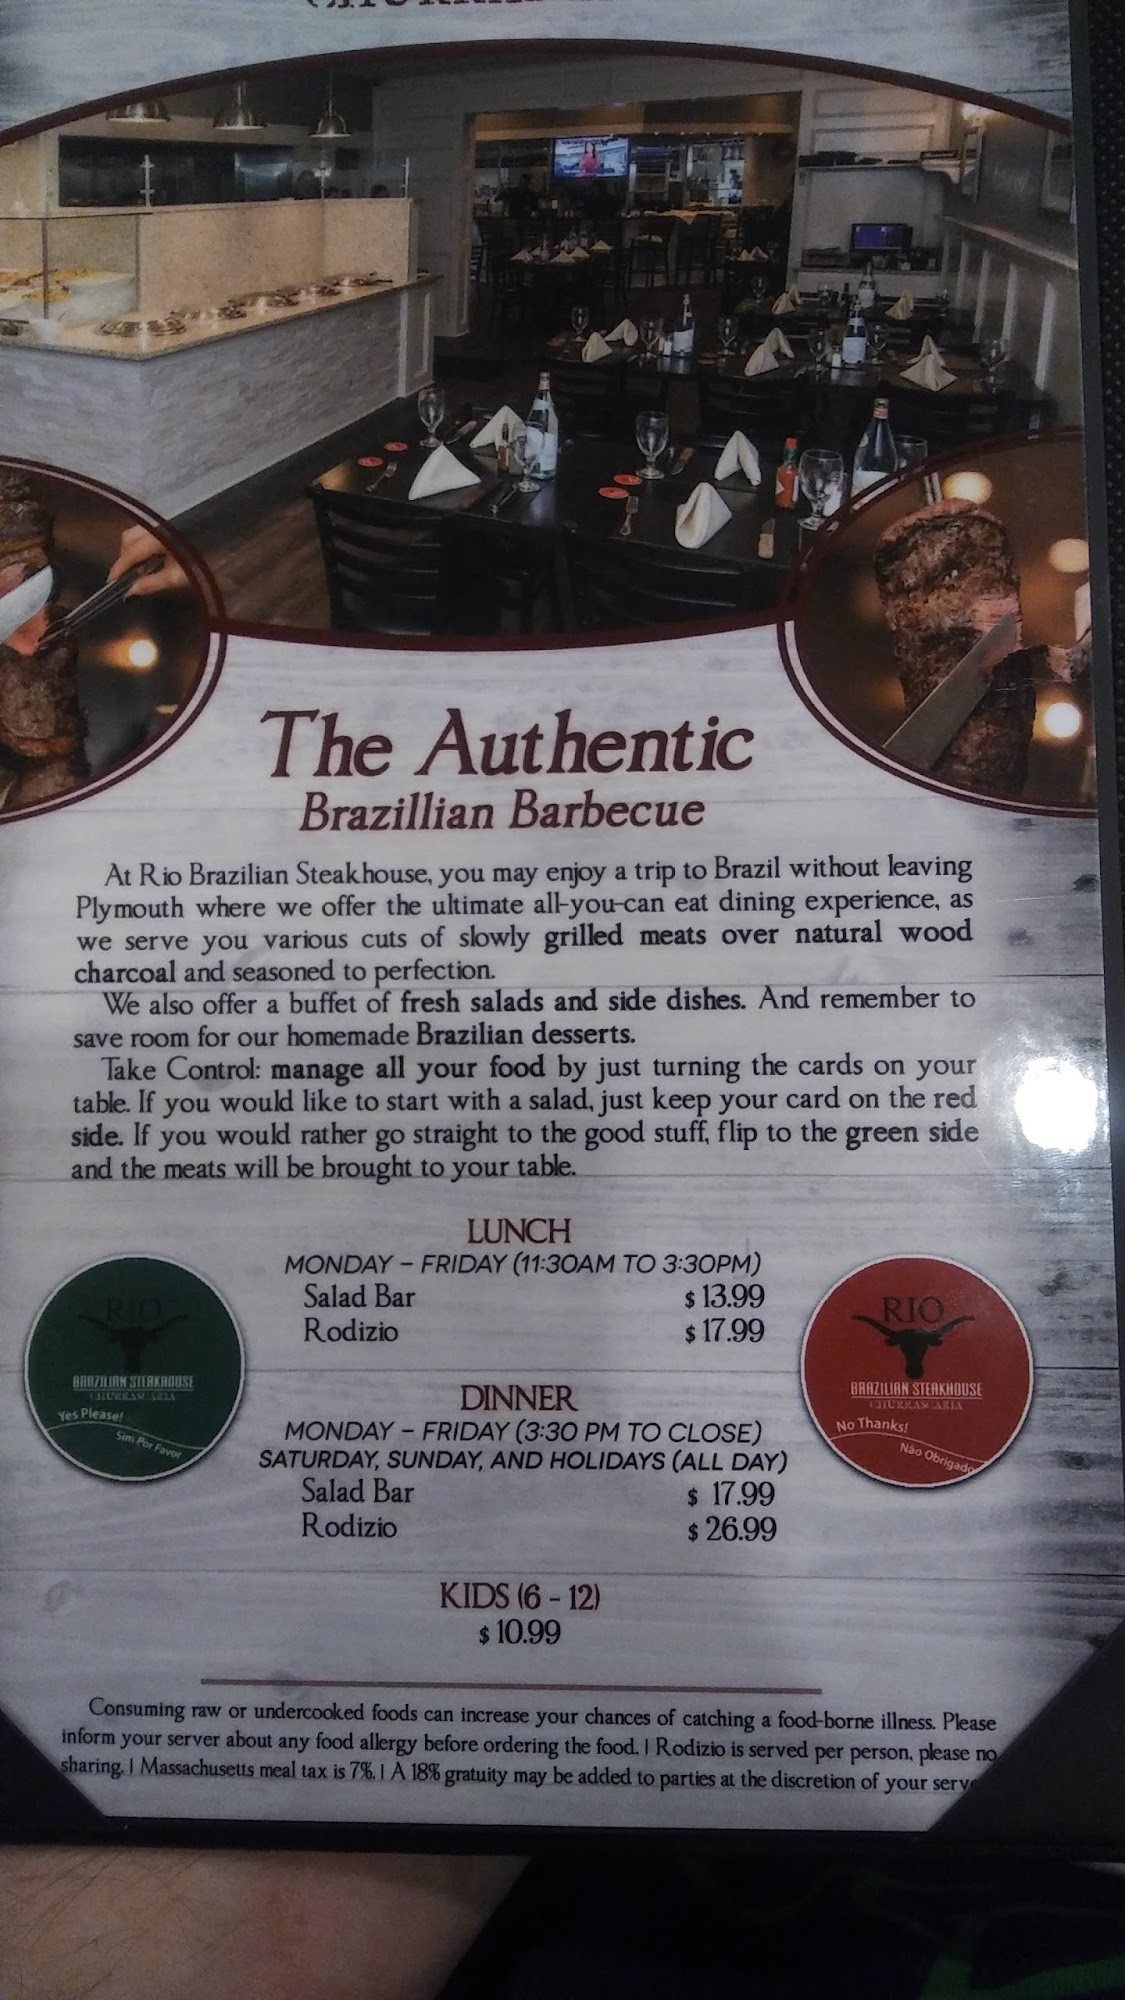 The Authentic
Brazillian Barbecue
At Rio Brazilian Steakhouse, you may enjoy a trip to Brazil without leaving
Plymouth where we offer the ultimate all-you-can eat dining experience, as
we serve you various cuts of slowly grilled meats over natural wood
charcoal and seasoned to perfection.
We also offer a buffet of fresh salads and side dishes. And remember to
save room for our homemade Brazilian desserts.
Take Control: manage all your food by just turning the cards on your
table. If you would like to start with a salad, just keep your card on the red
side. If you would rather go straight to the good stuff, flip to the green side
and the meats will be brought to your table.
LUNCH
MONDAY – FRIDAY (11:30AM TO 3:30PM)
Salad Bar $ 13.99
Rodizio $ 17.99
DINNER
MONDAY – FRIDAY (3:30 PM TO CLOSE)
SATURDAY, SUNDAY, AND HOLIDAYS (ALL DAY)
Salad Bar $ 17.99
Rodizio $ 26.99
RIO
BRAZILIAN STEAKHOUSE
CHURRASCARIA
Yes Please!
Sim Por Favor
RIO
BRAZILIAN STEAKHOUSE
CHURRASCARIA
No Thanks!
Não Obrigado
KIDS (6 - 12)
$ 10.99
Consuming raw or undercooked foods can increase your chances of catching a food-borne illness. Please
inform your server about any food allergy before ordering the food. | Rodizio is served per person, please no
sharing. | Massachusetts meal tax is 7%. | A 18% gratuity may be added to parties at the discretion of your